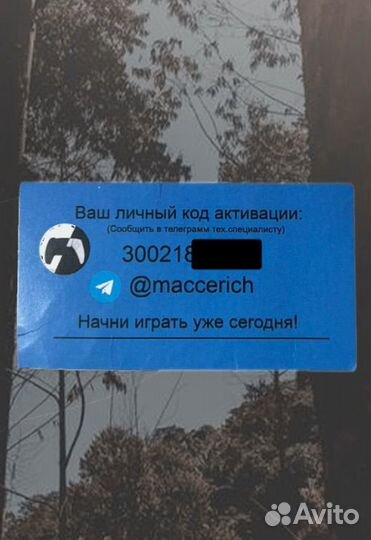 Ваш личный код активации:
(Сообщить в телеграмм тех.специалисту)
300218
@maccerich
Начни играть уже сегодня!
Avito